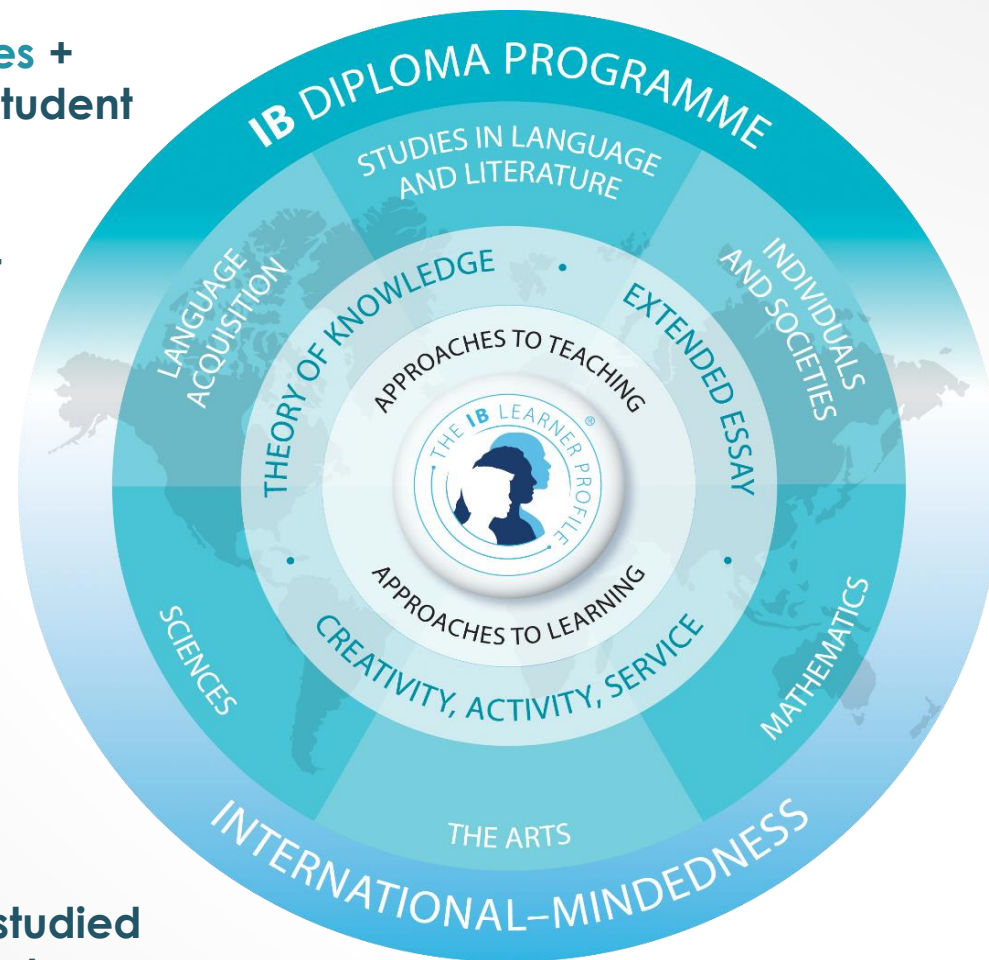 es +
student
IB DIPLOMA PROGRAMME
STUDIES IN LANGUAGE
AND LITERATURE
LANGUAGE
ACQUISITION
INDIVIDUALS
AND SOCIETIES
THEORY OF KNOWLEDGE
•
EXTENDED ESSAY
•
CREATIVITY, ACTIVITY, SERVICE
•
APPROACHES TO TEACHING
THE IB LEARNER PROFILE®
APPROACHES TO LEARNING
SCIENCES
MATHEMATICS
THE ARTS
INTERNATIONAL–MINDEDNESS
studied